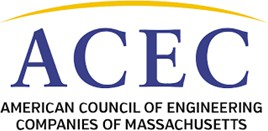 ACEC
AMERICAN COUNCIL OF ENGINEERING
COMPANIES OF MASSACHUSETTS